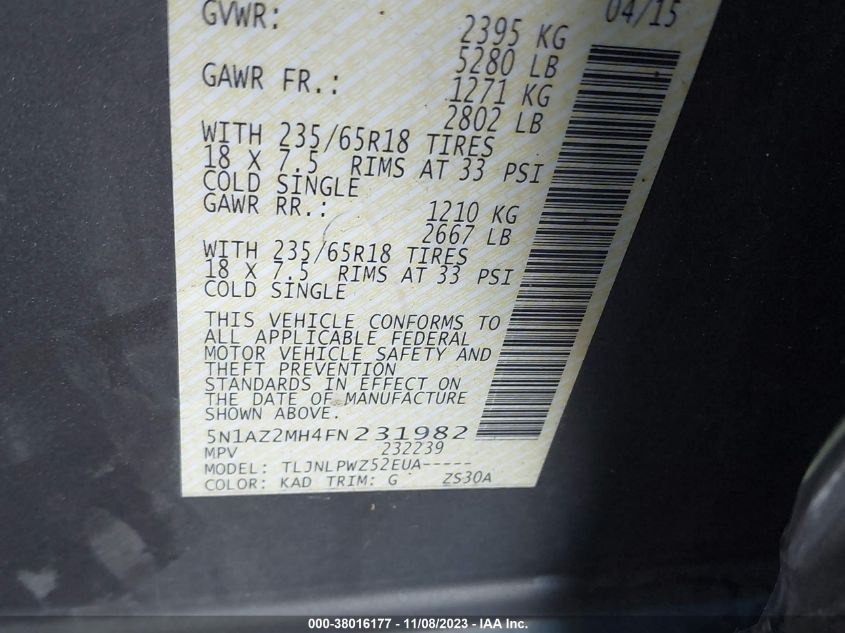 04/15
GVWR: 2395 KG
5280 LB
GAWR FR.: 1271 KG
2802 LB
WITH 235/65R18 TIRES
18 X 7.5 RIMS AT 33 PSI
COLD SINGLE
GAWR RR.: 1210 KG
2667 LB
WITH 235/65R18 TIRES
18 X 7.5 RIMS AT 33 PSI
COLD SINGLE
THIS VEHICLE CONFORMS TO
ALL APPLICABLE FEDERAL
MOTOR VEHICLE SAFETY AND
THEFT PREVENTION
STANDARDS IN EFFECT ON
THE DATE OF MANUFACTURE
SHOWN ABOVE.
5N1AZ2MH4FN231982
MPV 232239
MODEL: TLJNLPWZ52EUA-----
COLOR: KAD TRIM: G ZS30A
000-38016177 - 11/08/2023 - IAA Inc.